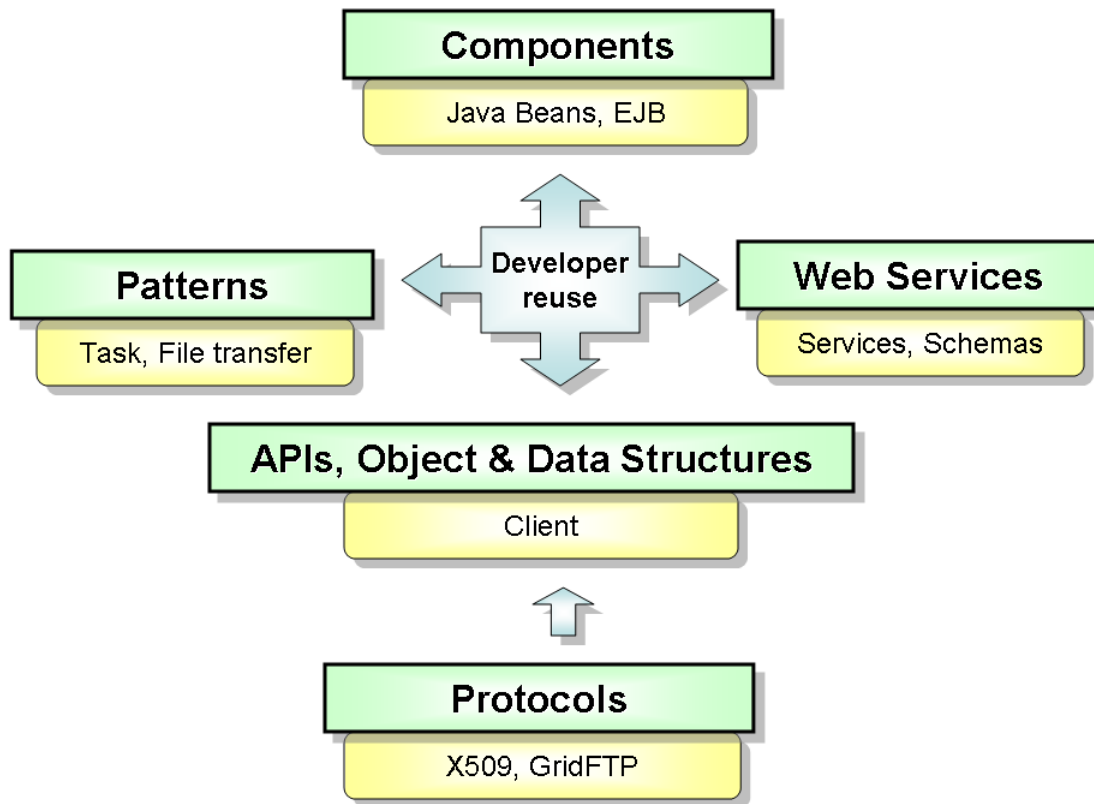 Components
Java Beans, EJB
Developer
reuse
Patterns
Task, File transfer
Web Services
Services, Schemas
APIs, Object & Data Structures
Client
Protocols
X509, GridFTP